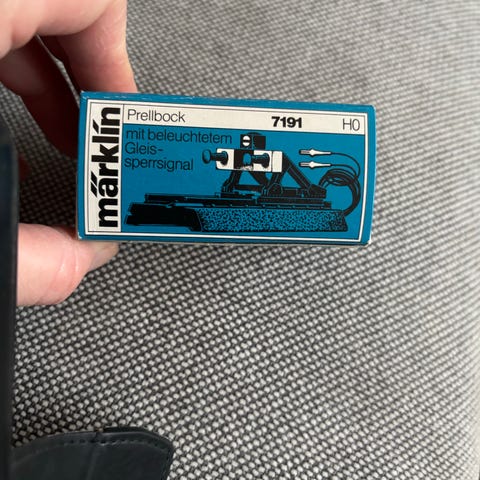 märklin
Prellbock 7191 H0
mit beleuchtetem
Gleis-
sperrsignal